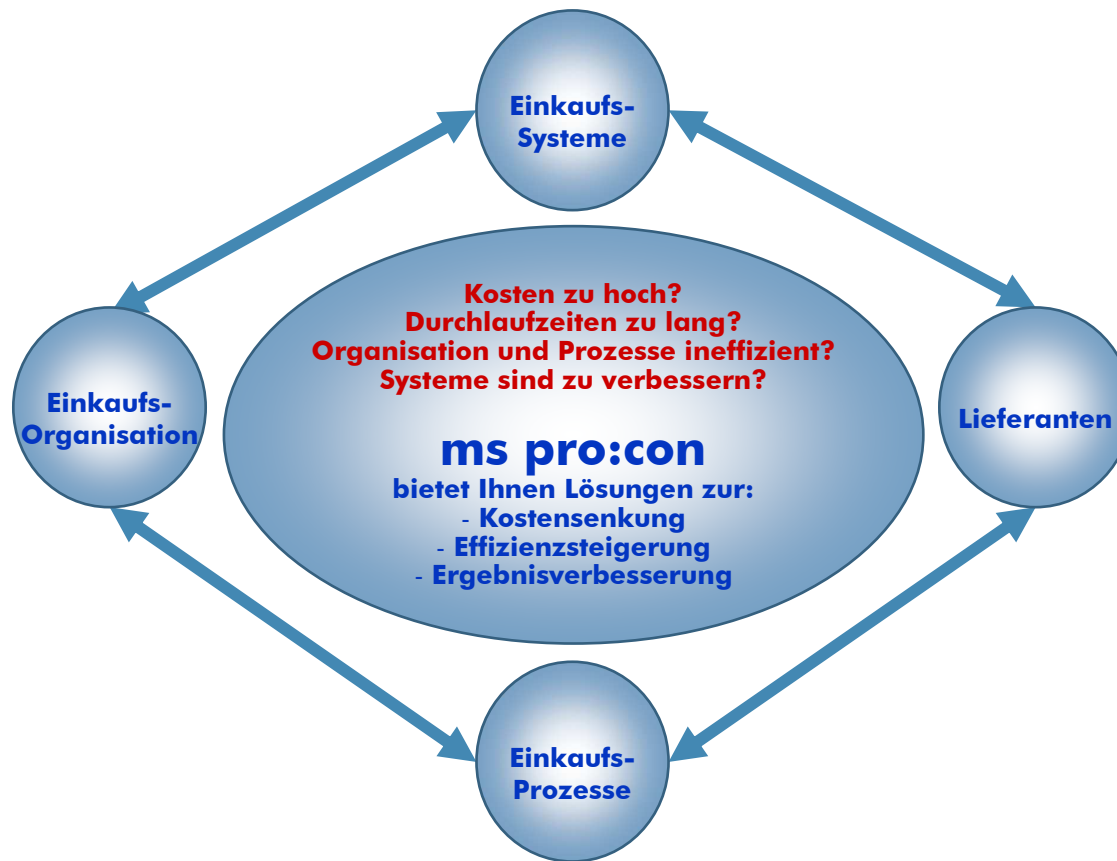 Einkaufs-
Systeme
Kosten zu hoch?
Durchlaufzeiten zu lang?
Organisation und Prozesse ineffizient?
Systeme sind zu verbessern?
Einkaufs-
Organisation
Lieferanten
ms pro:con
bietet Ihnen Lösungen zur:
- Kostensenkung
- Effizienzsteigerung
- Ergebnisverbesserung
Einkaufs-
Prozesse